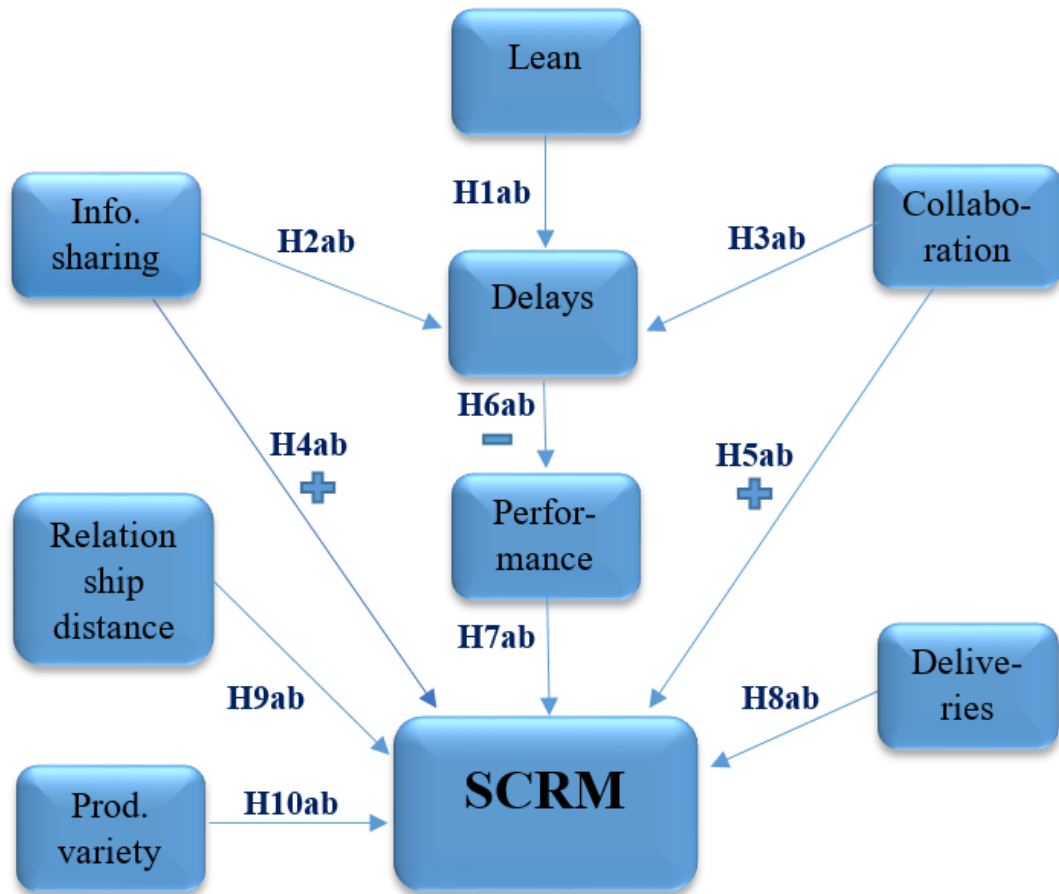 Lean
H1ab
Info.
sharing
Collabo-
ration
H2ab
H3ab
Delays
H6ab
H4ab
H5ab
Perfor-
mance
Relation
ship
distance
H7ab
Delive-
ries
H9ab
H8ab
SCRM
Prod.
variety
H10ab